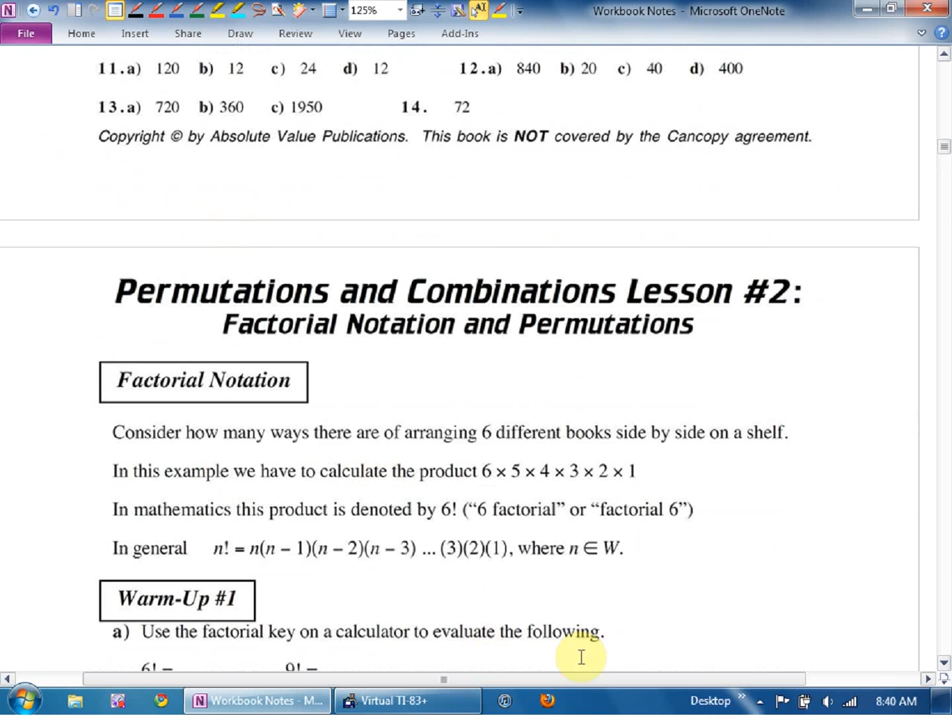 125%
Workbook Notes - Microsoft OneNote
File Home Insert Share Draw Review View Pages Add-Ins
11.a) 120 b) 12 c) 24 d) 12 12.a) 840 b) 20 c) 40 d) 400
13.a) 720 b) 360 c) 1950 14. 72
Copyright © by Absolute Value Publications. This book is NOT covered by the Cancopy agreement.
Permutations and Combinations Lesson #2:
Factorial Notation and Permutations
Factorial Notation
Consider how many ways there are of arranging 6 different books side by side on a shelf.
In this example we have to calculate the product 6 × 5 × 4 × 3 × 2 × 1
In mathematics this product is denoted by 6! (“6 factorial” or “factorial 6”)
In general n! = n(n − 1)(n − 2)(n − 3) ... (3)(2)(1), where n ∈ W.
Warm-Up #1
a) Use the factorial key on a calculator to evaluate the following.
6! = 9! =
Workbook Notes - M... Virtual TI-83+ Desktop 8:40 AM